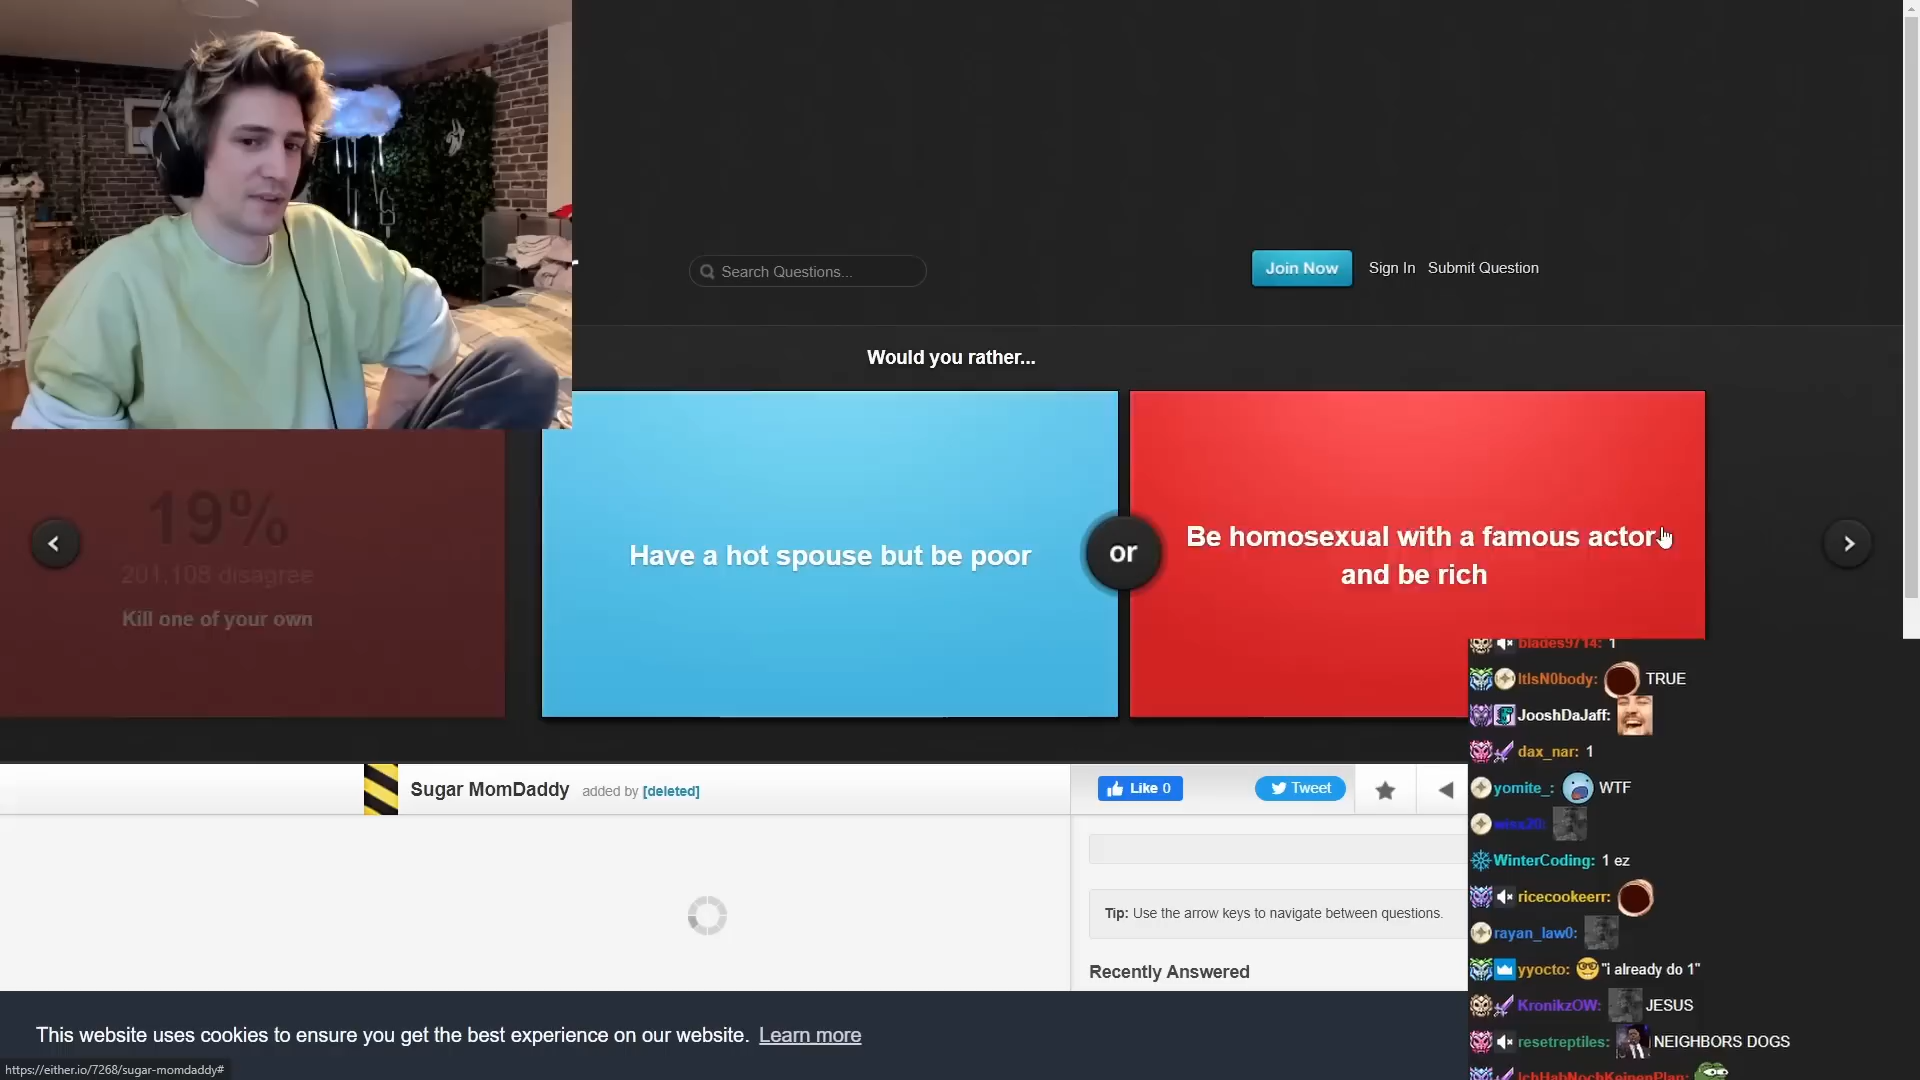 Search Questions...
Join Now
Sign In
Submit Question
Would you rather...
19%
201,108 disagree
Kill one of your own
Have a hot spouse but be poor
or
Be homosexual with a famous actor
and be rich
Sugar MomDaddy added by [deleted]
Like 0
Tweet
Tip: Use the arrow keys to navigate between questions.
Recently Answered
This website uses cookies to ensure you get the best experience on our website. Learn more
https://either.io/7268/sugar-momdaddy#
blades9714: 1
ItIsN0body: TRUE
JooshDaJaff:
dax_nar: 1
yomite_: WTF
WinterCoding: 1 ez
ricecookeerr:
rayan_law0:
yyocto: "i already do 1"
KronikzOW: JESUS
resetreptiles: NEIGHBORS DOGS
IchHabNochKeinenPlan: